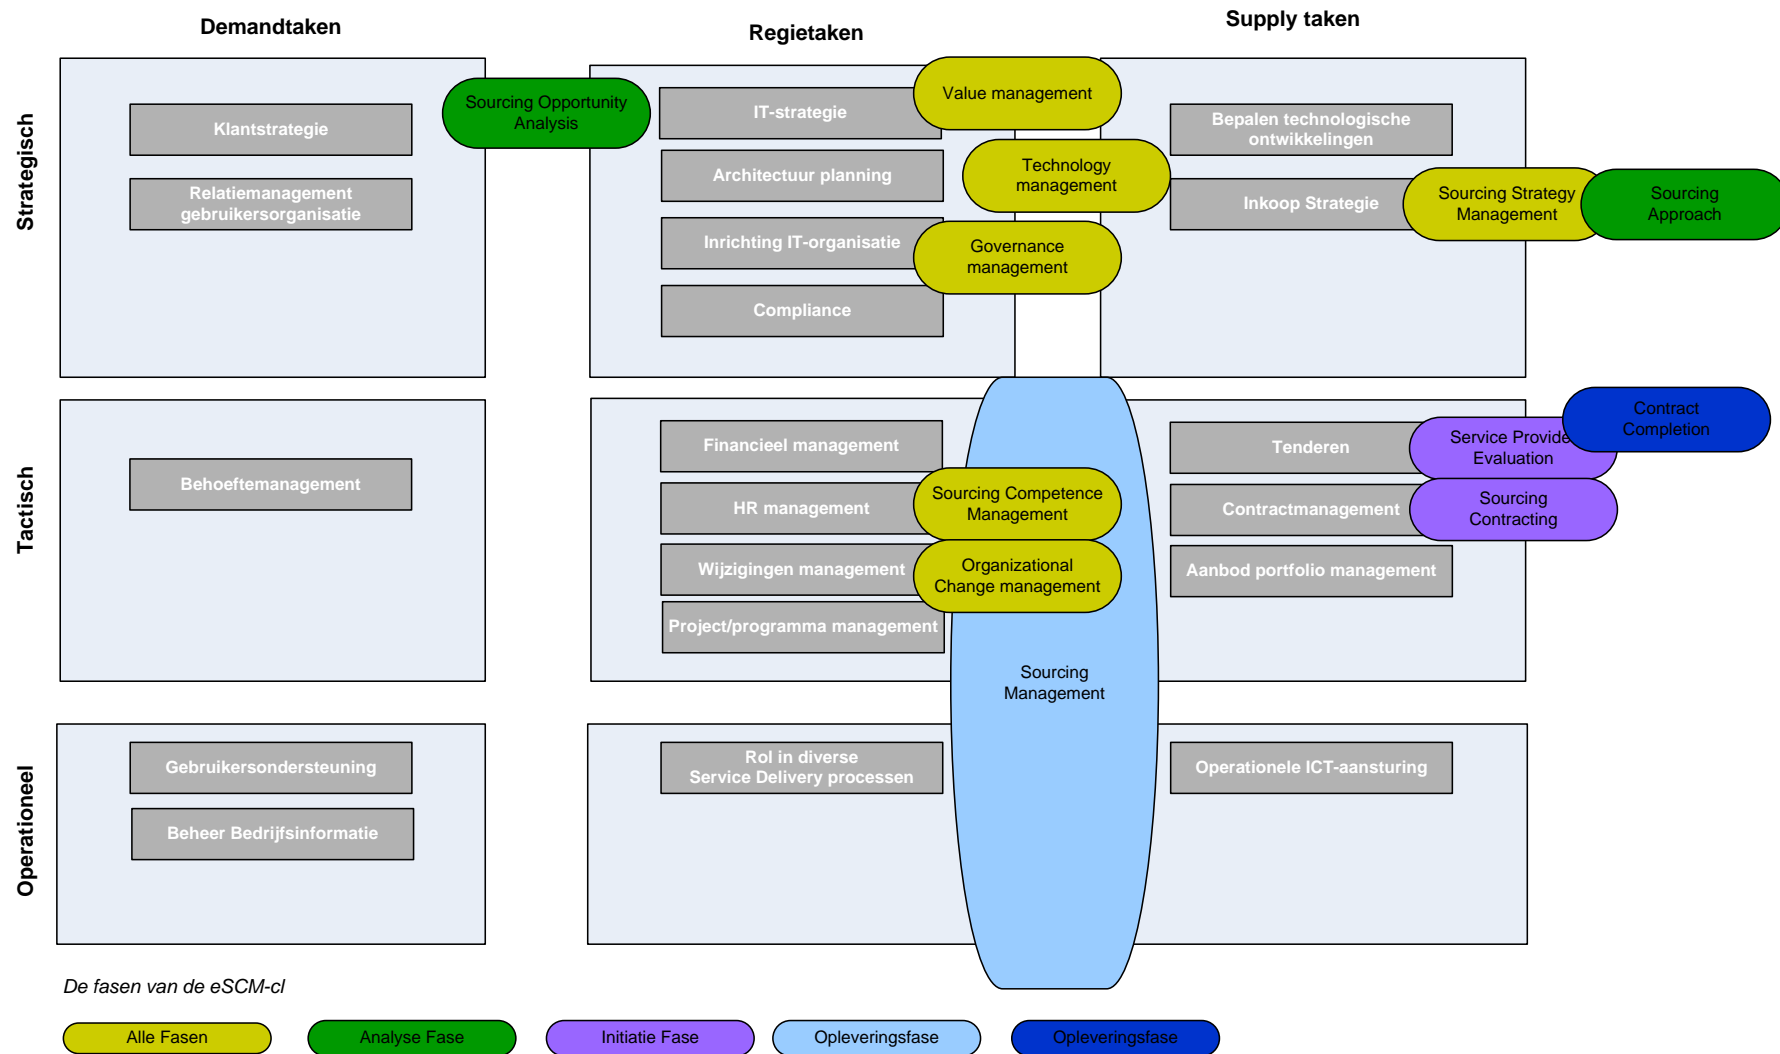 Demandtaken
Regietaken
Supply taken
Strategisch
Klantstrategie
Relatiemanagement
gebruikersorganisatie
Sourcing Opportunity
Analysis
IT-strategie
Architectuur planning
Inrichting IT-organisatie
Compliance
Value management
Technology
management
Governance
management
Bepalen technologische
ontwikkelingen
Inkoop Strategie
Sourcing Strategy
Management
Sourcing
Approach
Tactisch
Behoeftemanagement
Financieel management
HR management
Wijzigingen management
Project/programma management
Sourcing Competence
Management
Organizational
Change management
Sourcing
Management
Tenderen
Contractmanagement
Aanbod portfolio management
Service Provide
Evaluation
Sourcing
Contracting
Contract
Completion
Operationeel
Gebruikersondersteuning
Beheer Bedrijfsinformatie
Rol in diverse
Service Delivery processen
Operationele ICT-aansturing
De fasen van de eSCM-cl
Alle Fasen
Analyse Fase
Initiatie Fase
Opleveringsfase
Opleveringsfase